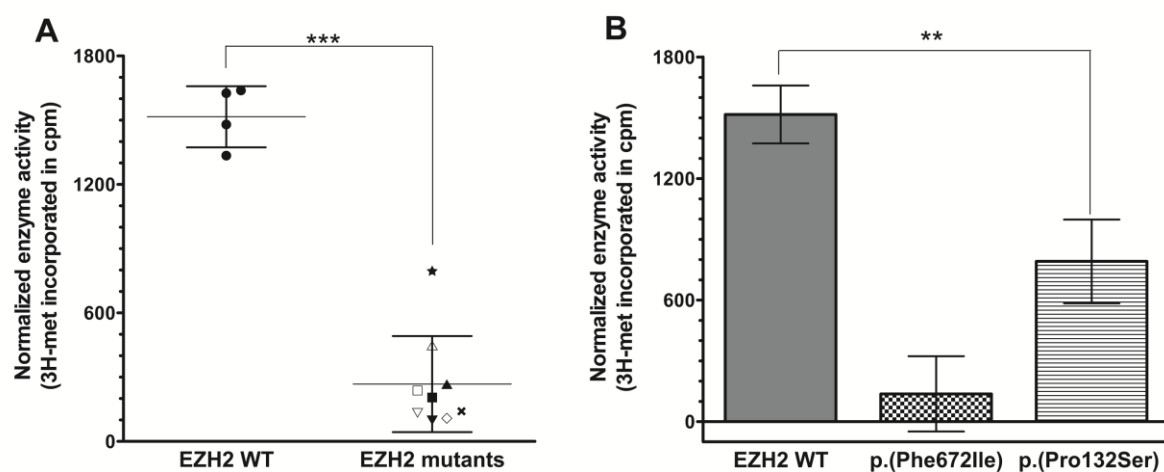 A
Normalized enzyme activity
(3H-met incorporated in cpm)
1800
1200
600
0
***
EZH2 WT EZH2 mutants
B
Normalized enzyme activity
(3H-met incorporated in cpm)
1800
1200
600
0
**
EZH2 WT p.(Phe672Ile) p.(Pro132Ser)